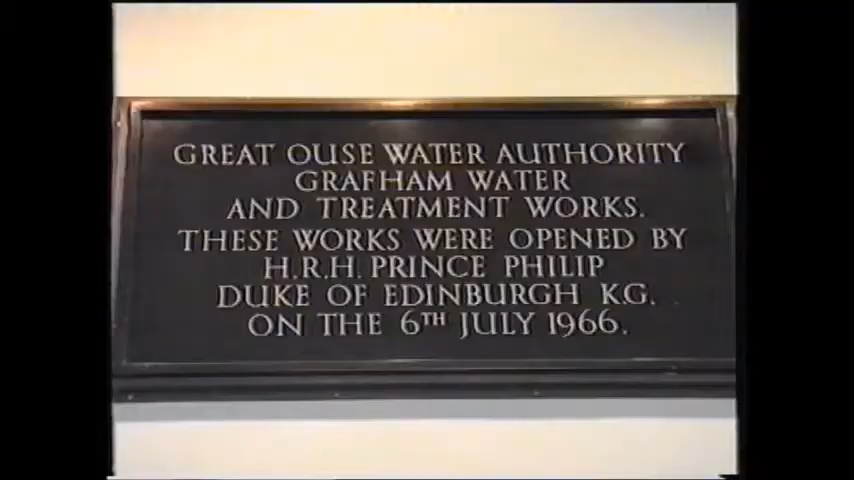 GREAT OUSE WATER AUTHORITY
GRAFHAM WATER
AND TREATMENT WORKS.
THESE WORKS WERE OPENED BY
H.R.H. PRINCE PHILIP
DUKE OF EDINBURGH K.G.
ON THE 6TH JULY 1966.